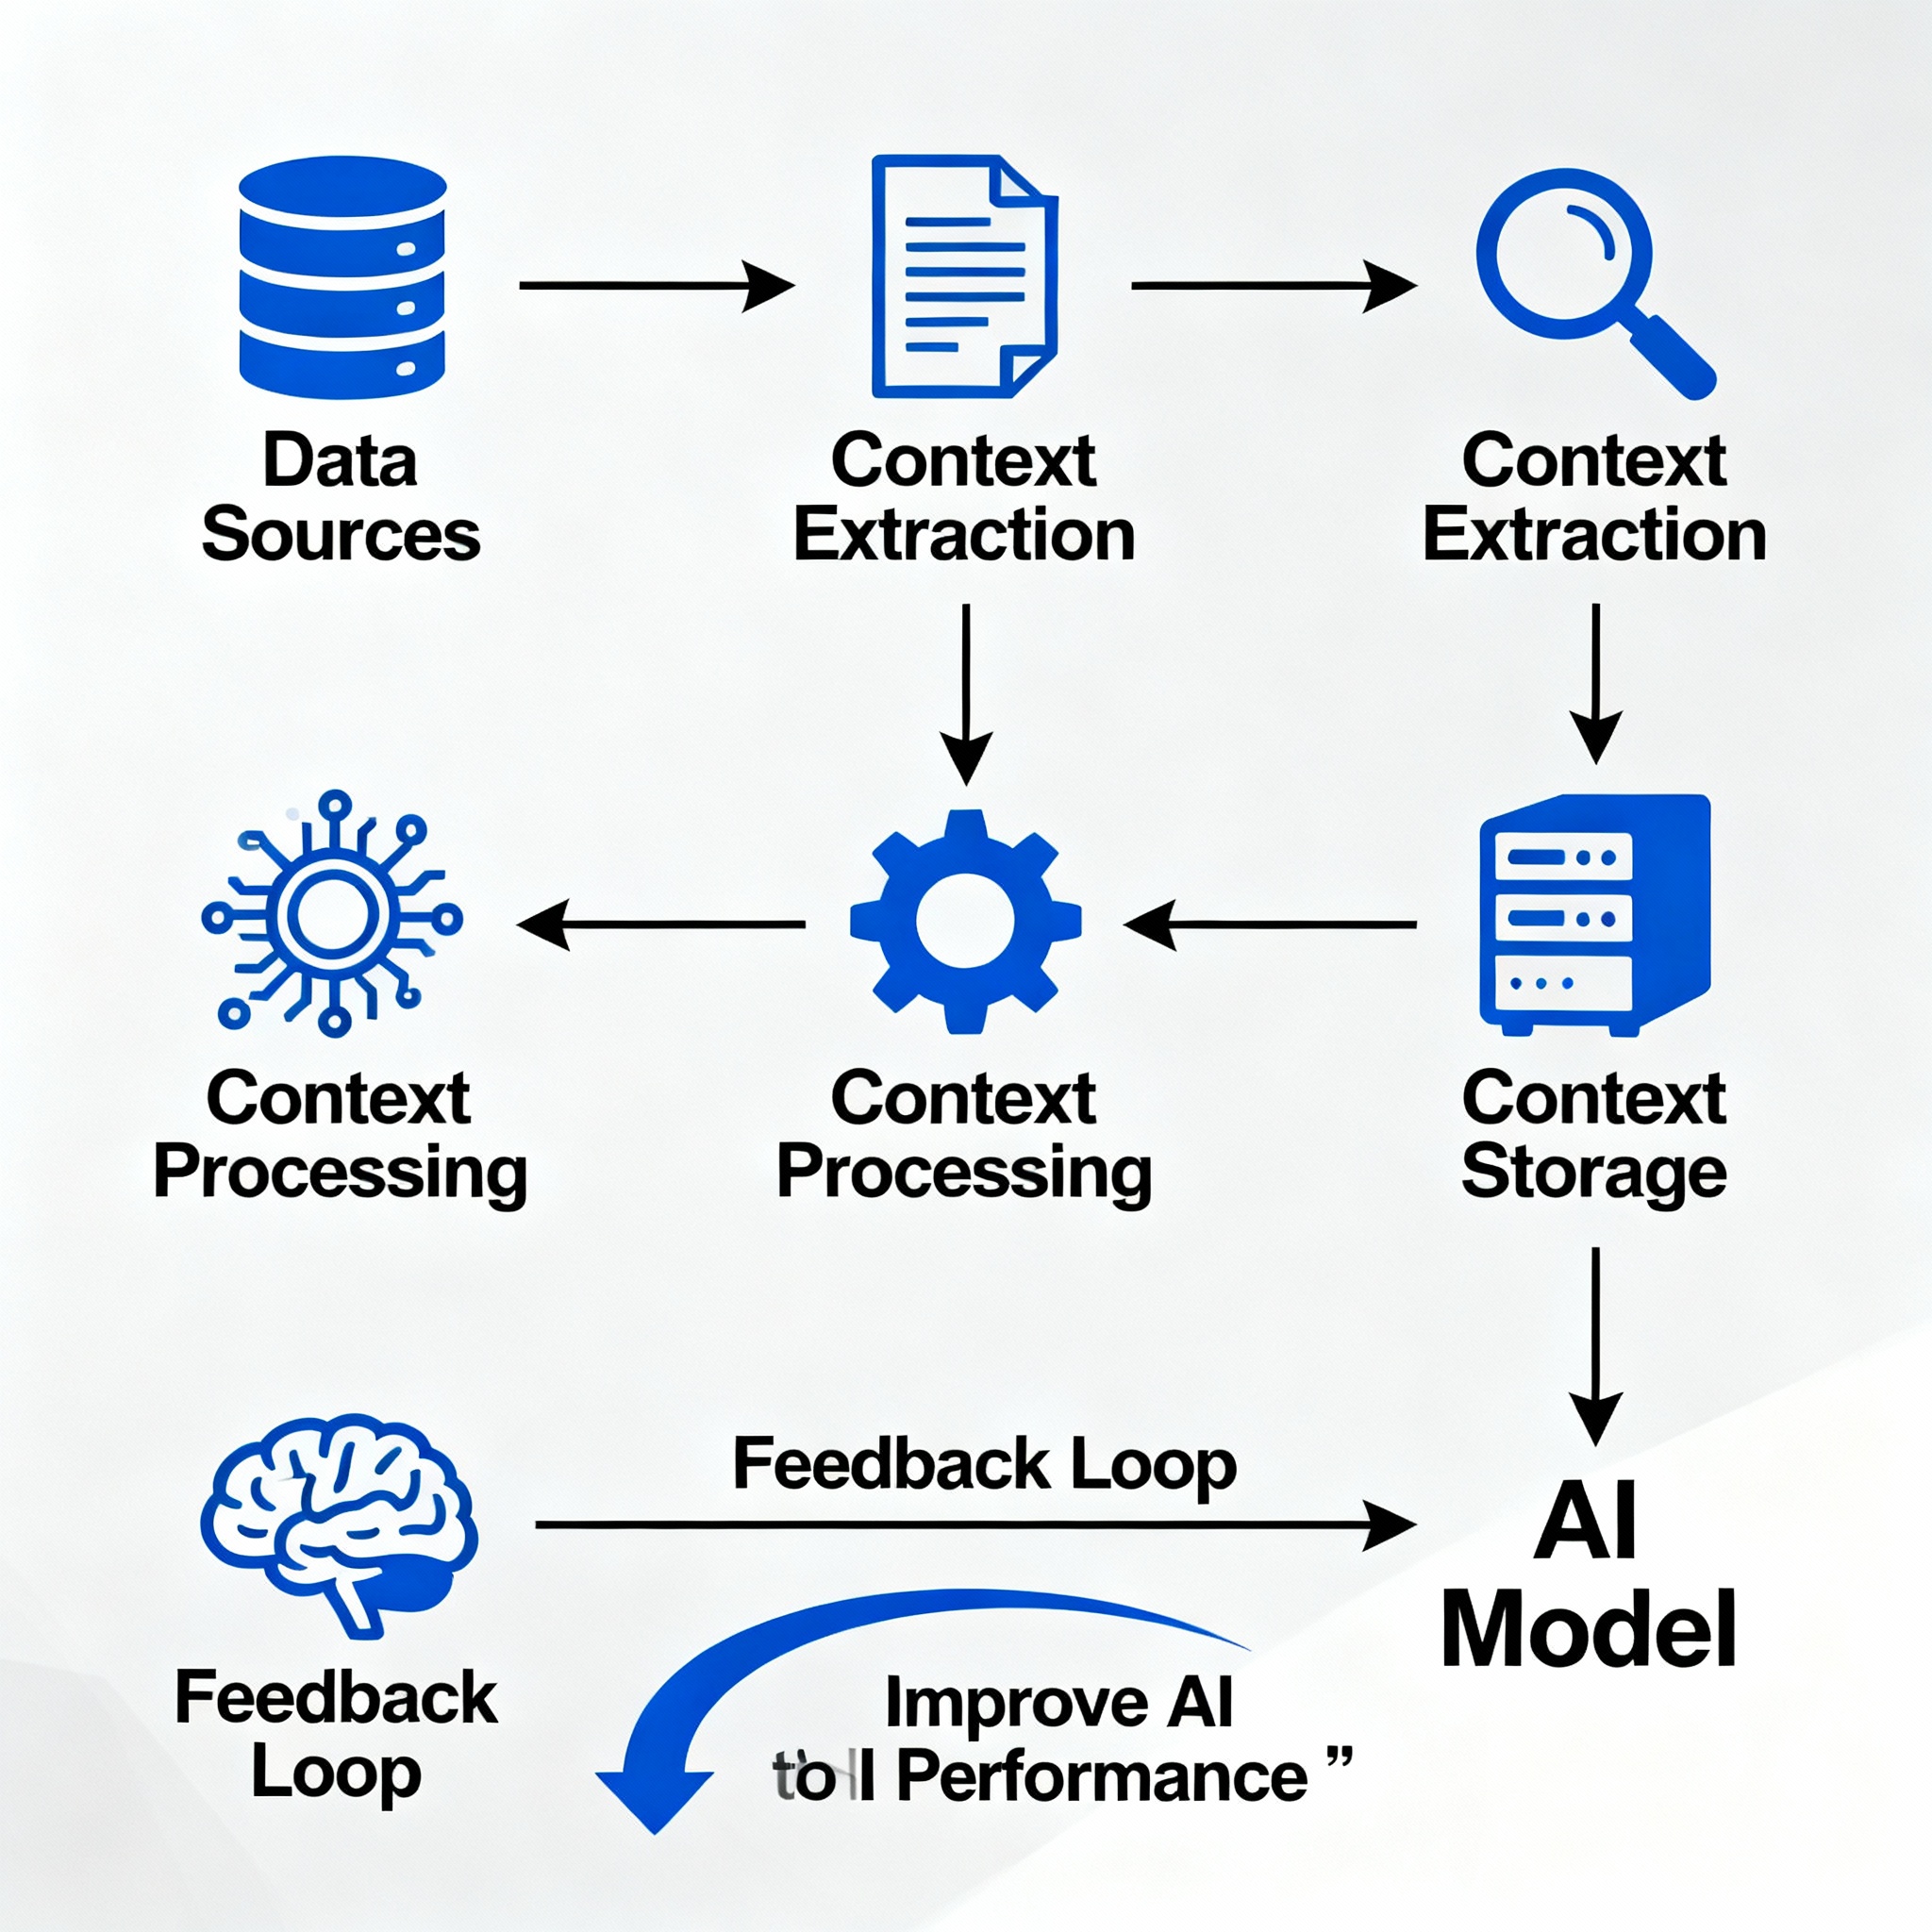 Data
Sources
Context
Extraction
Context
Extraction
Context
Processing
Context
Processing
Context
Storage
Feedback Loop
AI
Model
Feedback
Loop
Improve AI
Performance ”